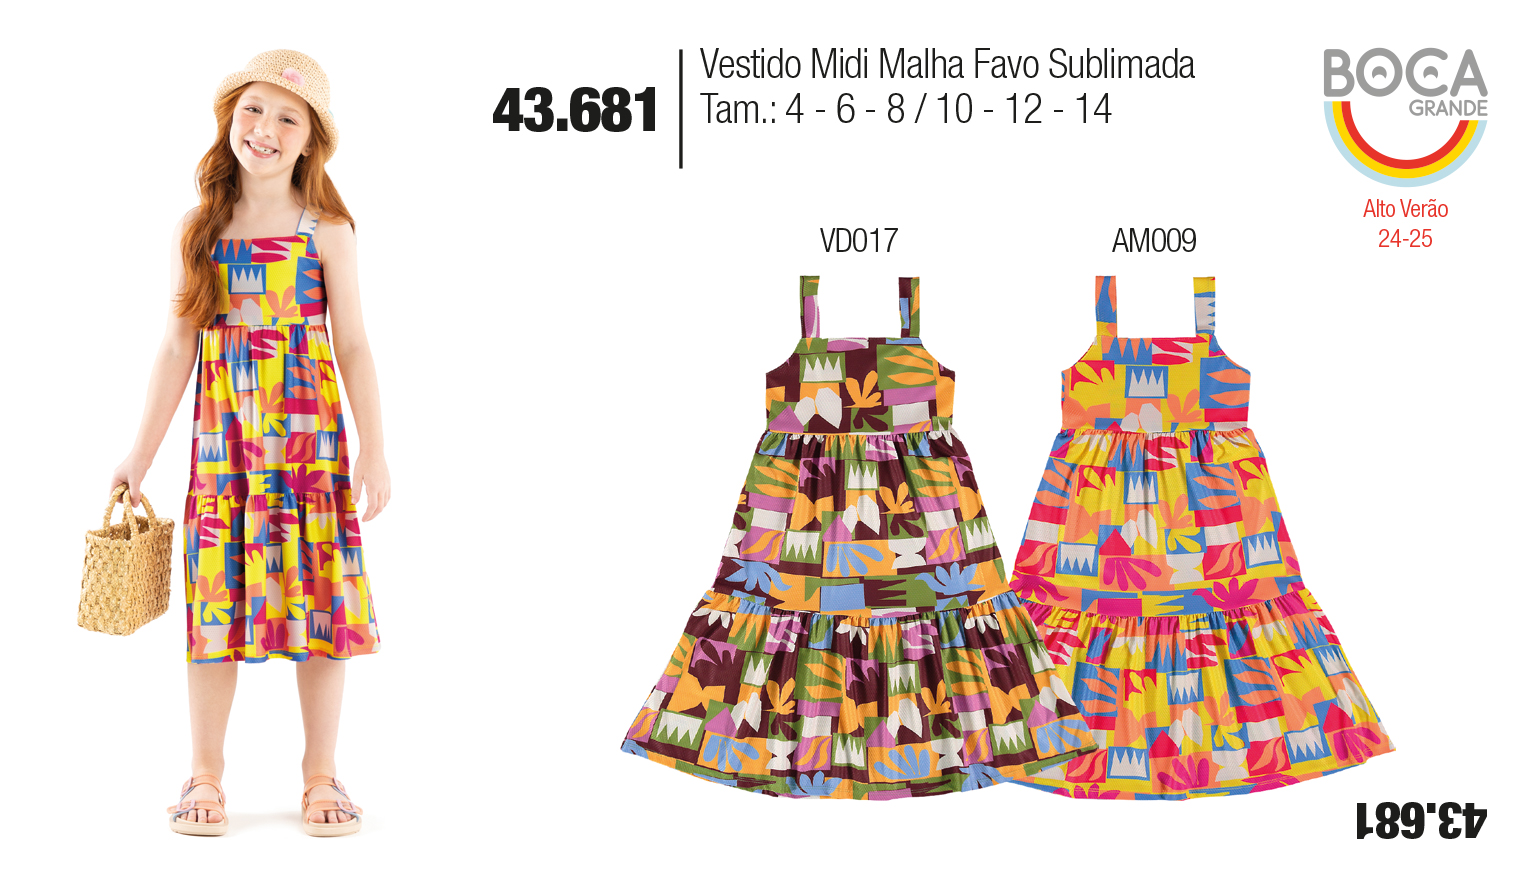 43.681
Vestido Midi Malha Favo Sublimada
Tam.: 4 - 6 - 8 / 10 - 12 - 14
BOCA
GRANDE
Alto Verão
24-25
VD017
AM009
43.681